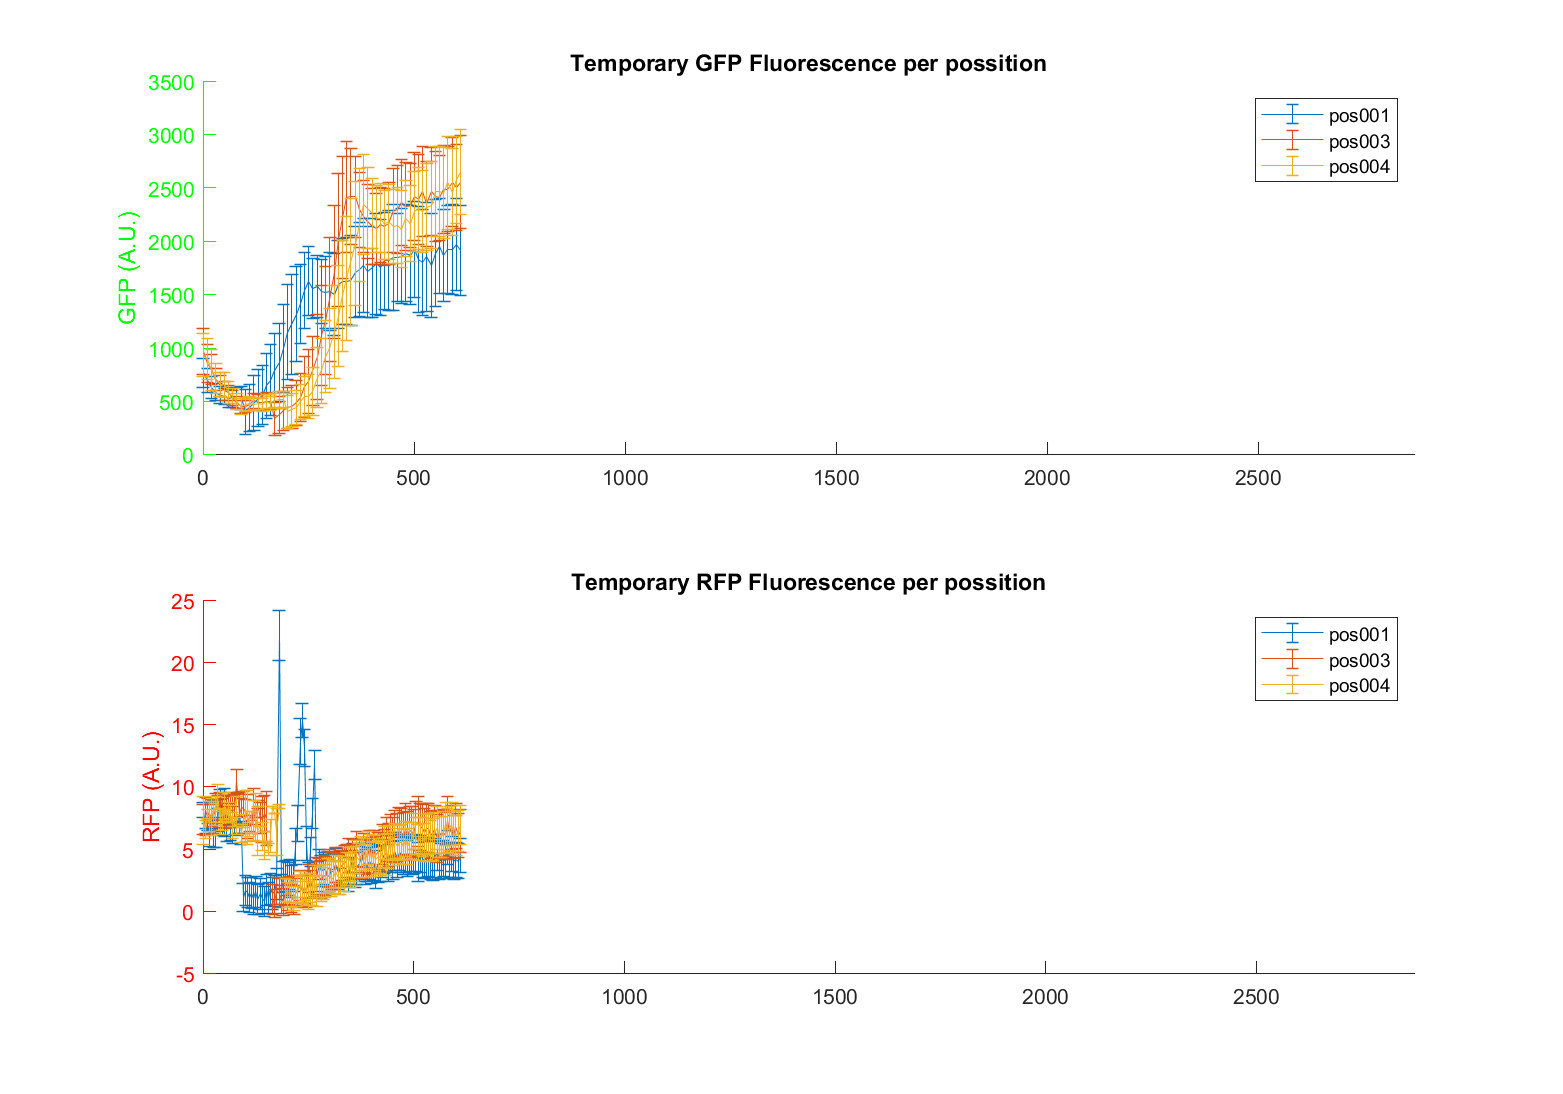 Temporary GFP Fluorescence per possition
3500
3000
2500
2000
1500
1000
500
0
GFP (A.U.)
pos001
pos003
pos004
0 500 1000 1500 2000 2500
Temporary RFP Fluorescence per possition
25
20
15
10
5
0
-5
RFP (A.U.)
pos001
pos003
pos004
0 500 1000 1500 2000 2500